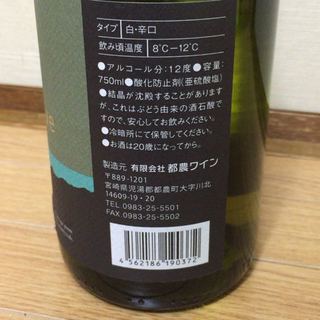 タイプ 白・辛口
飲み頃温度 8℃－12℃
●アルコール分:12度●容量:
750ml●酸化防止剤(亜硫酸塩)
●結晶が沈殿することがあります
が、これはぶどう由来の酒石酸で
すので、安心してお飲みください。
●冷暗所にて保管してください。
●お酒は20歳になってから。
製造元 有限会社 都農ワイン
〒889-1201
宮崎県児湯郡都農町大字川北
14609-19・20
TEL.0983-25-5501
FAX.0983-25-5502
4 562186 190372